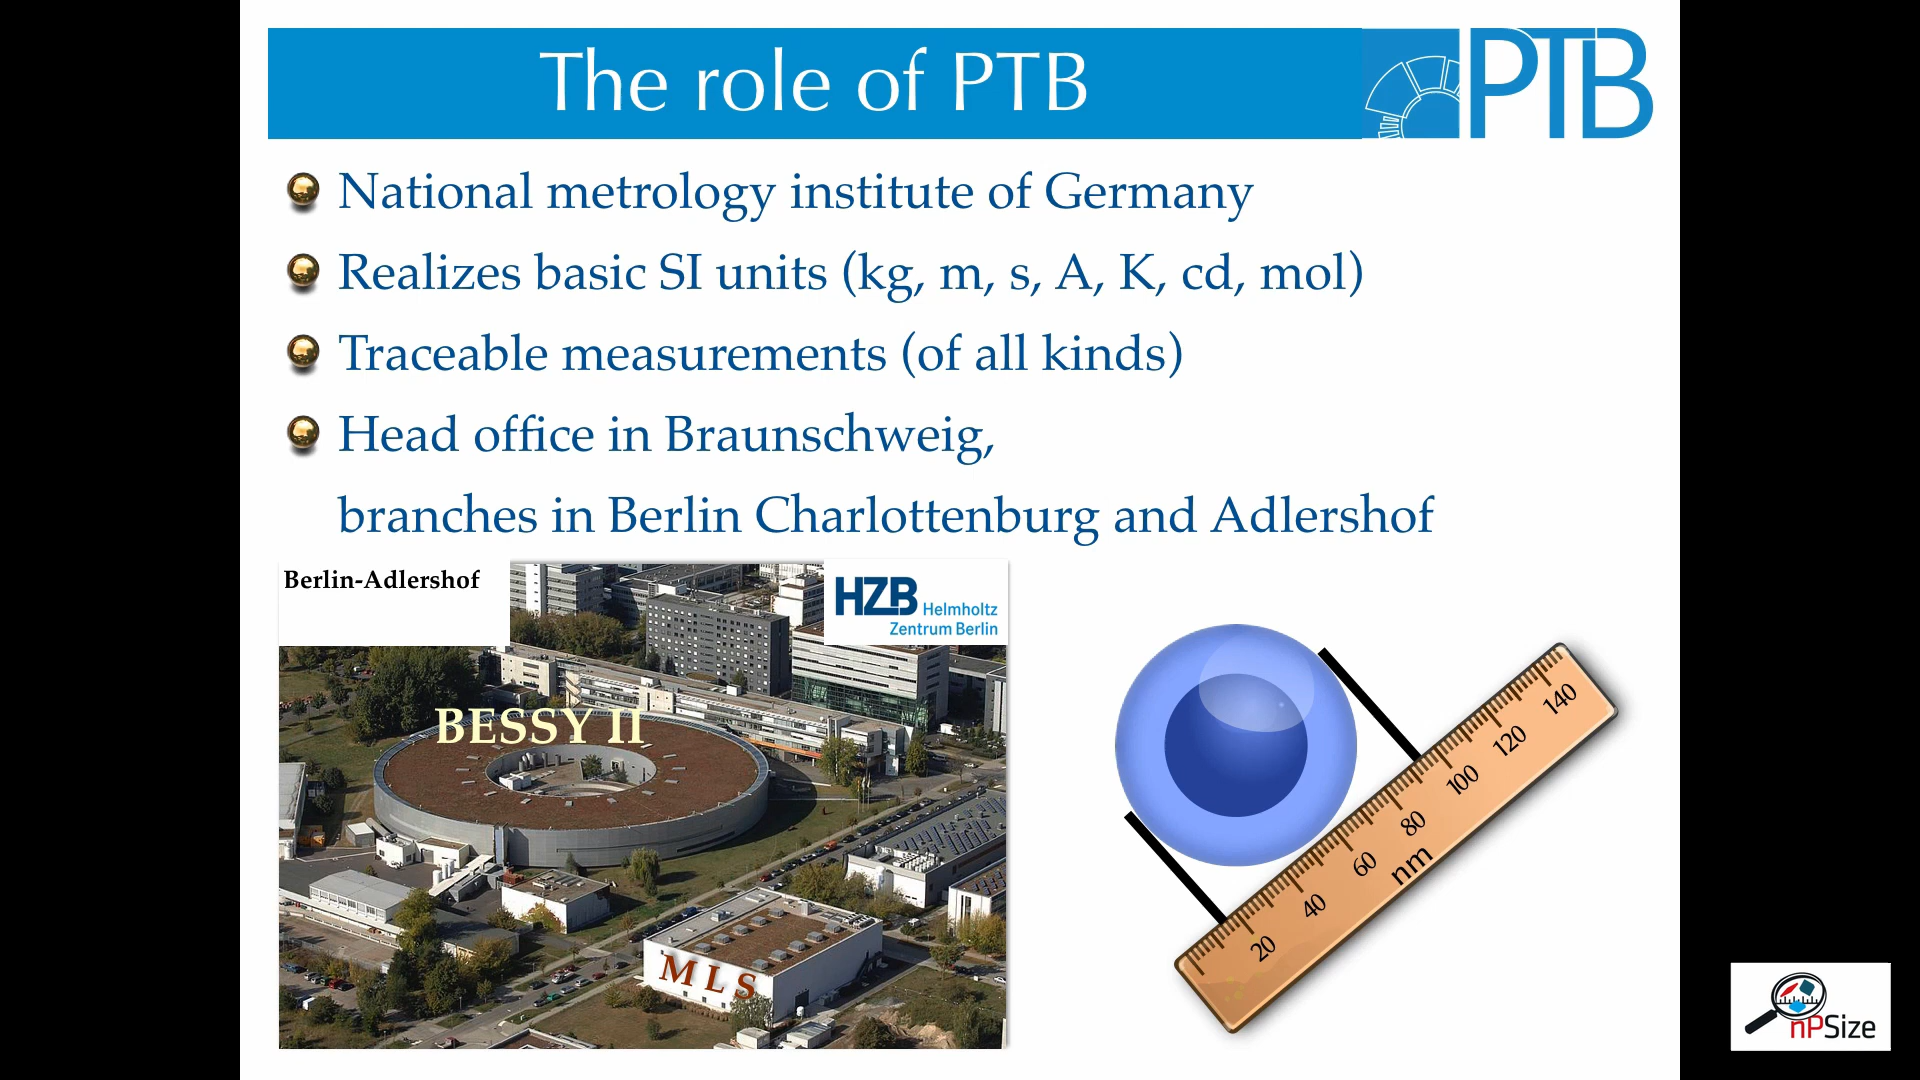 The role of PTB
PTB
National metrology institute of Germany
Realizes basic SI units (kg, m, s, A, K, cd, mol)
Traceable measurements (of all kinds)
Head office in Braunschweig,
branches in Berlin Charlottenburg and Adlershof
Berlin-Adlershof
HZB Helmholtz
Zentrum Berlin
BESSY II
MLS
20 40 60 80 100 120 140
nm
nPSize